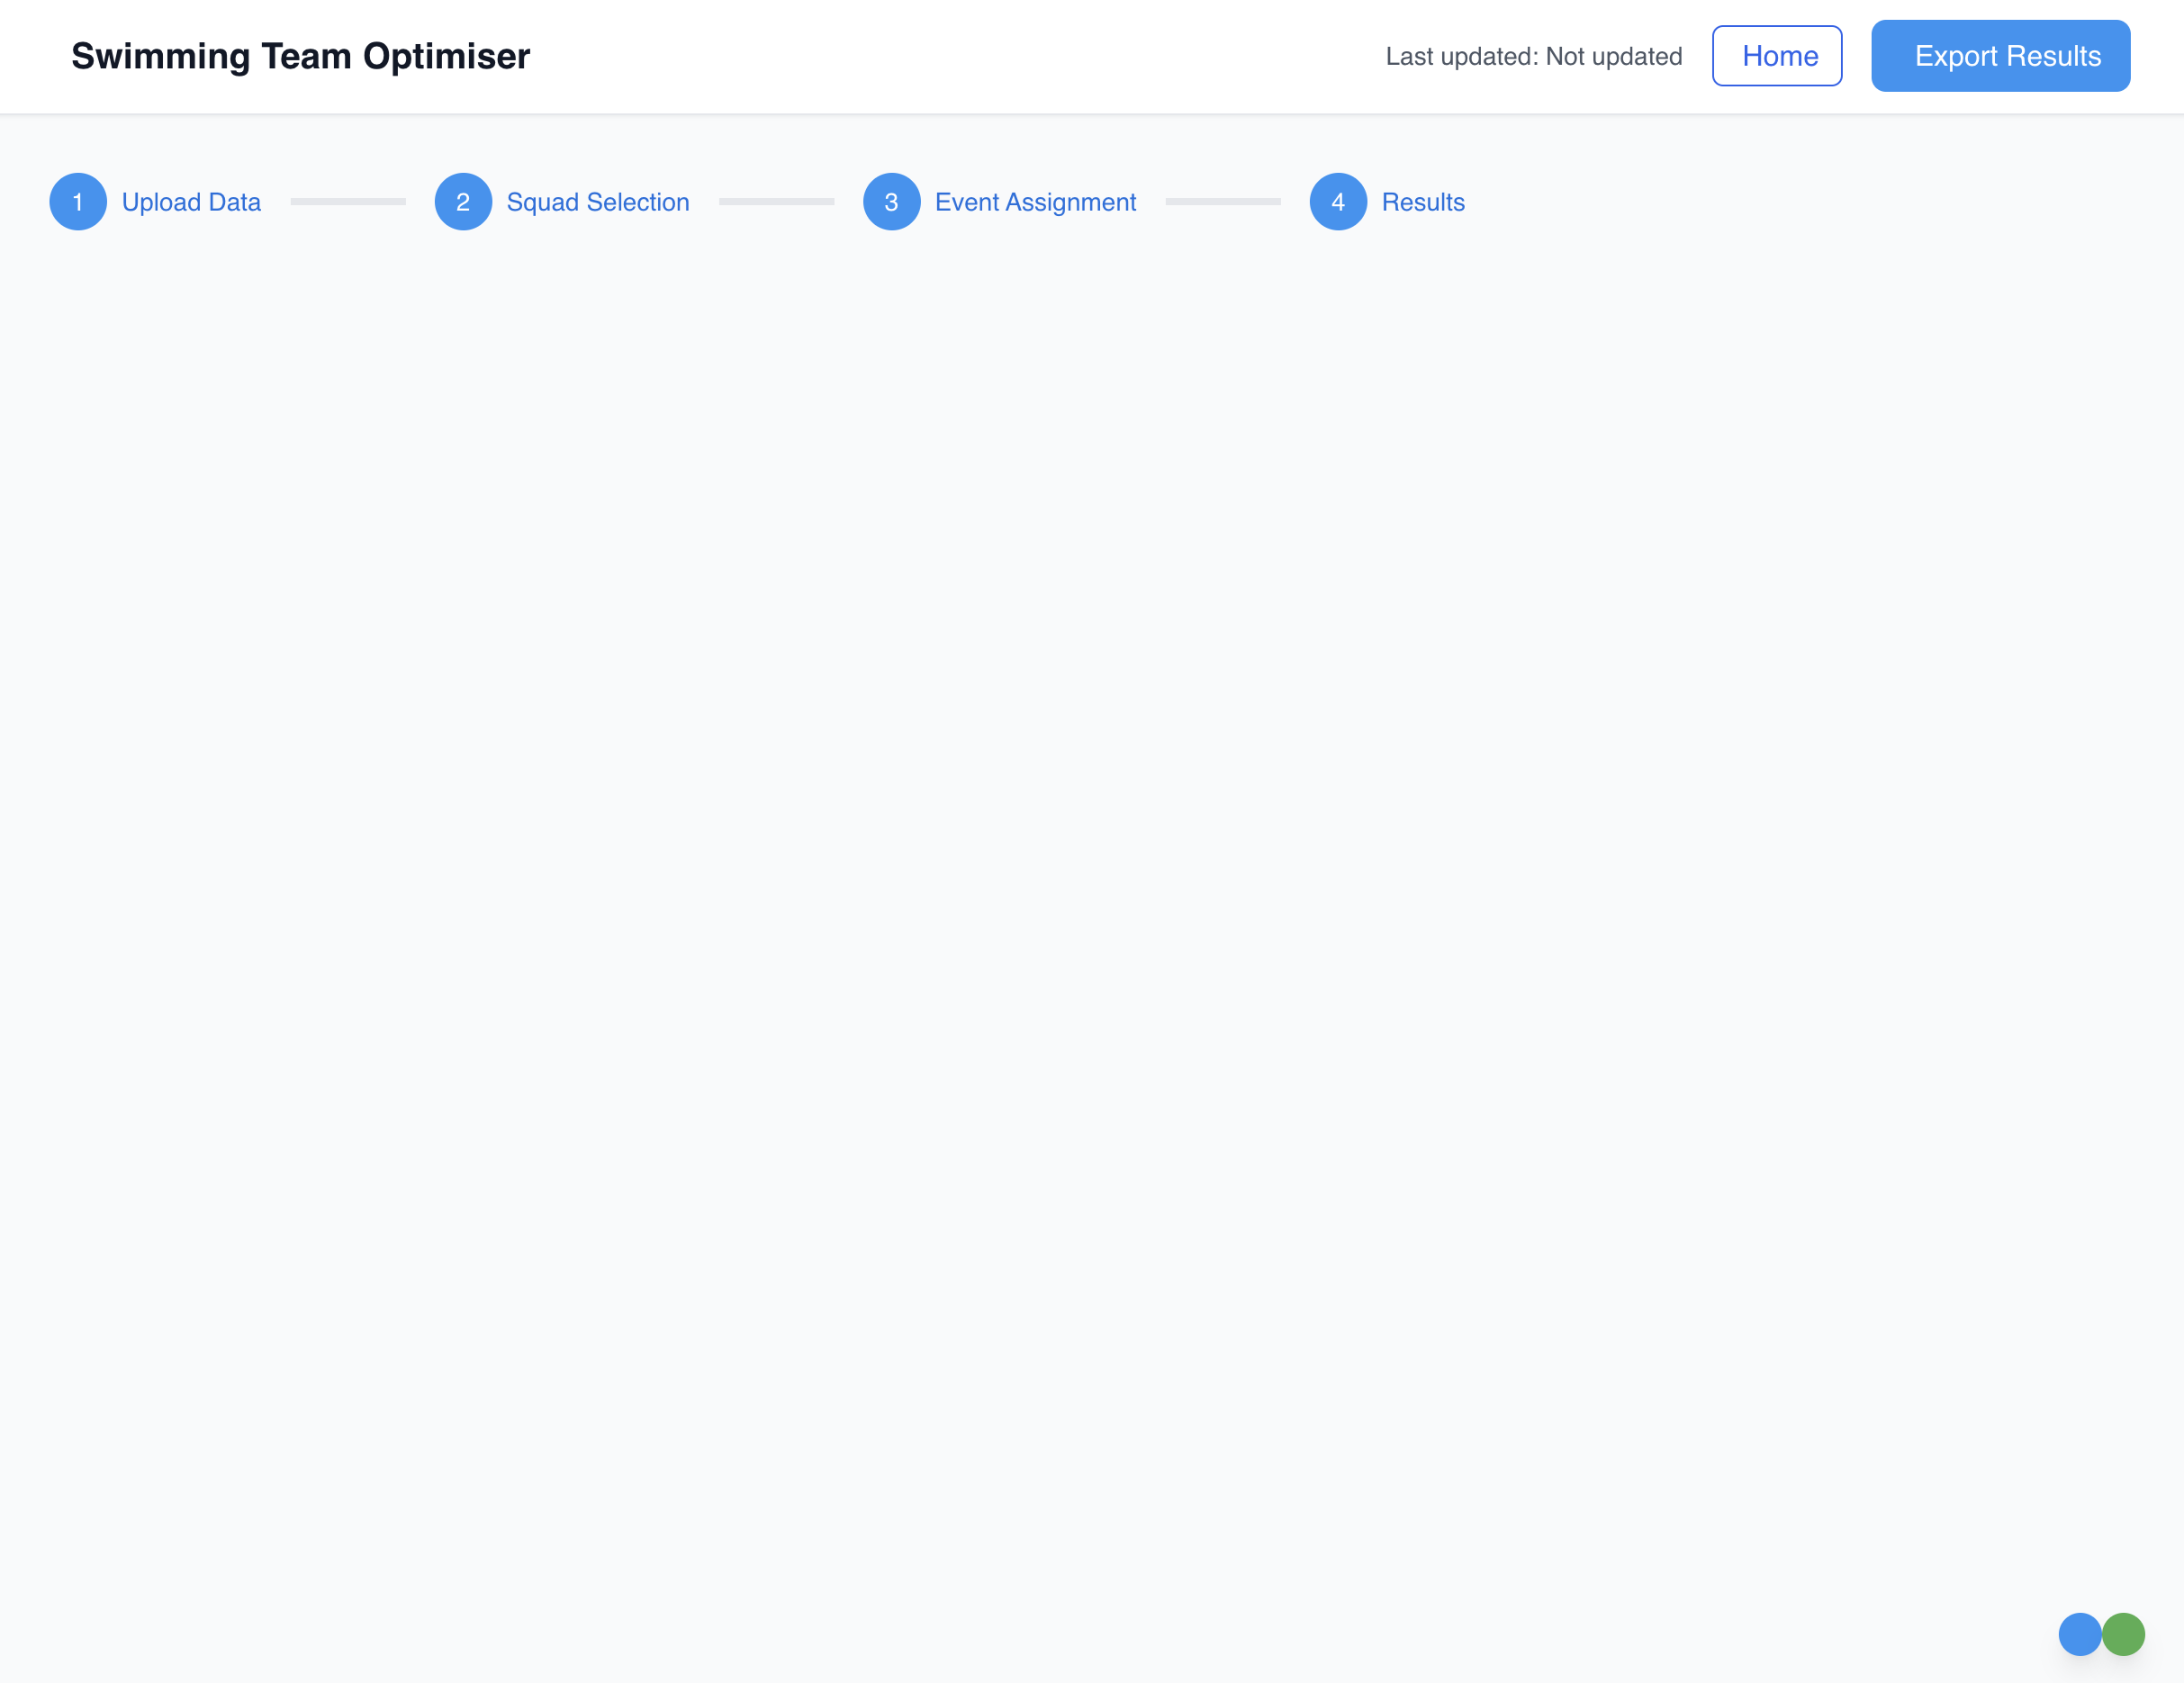 Swimming Team Optimiser
Last updated: Not updated
Home
Export Results
1 Upload Data
2 Squad Selection
3 Event Assignment
4 Results